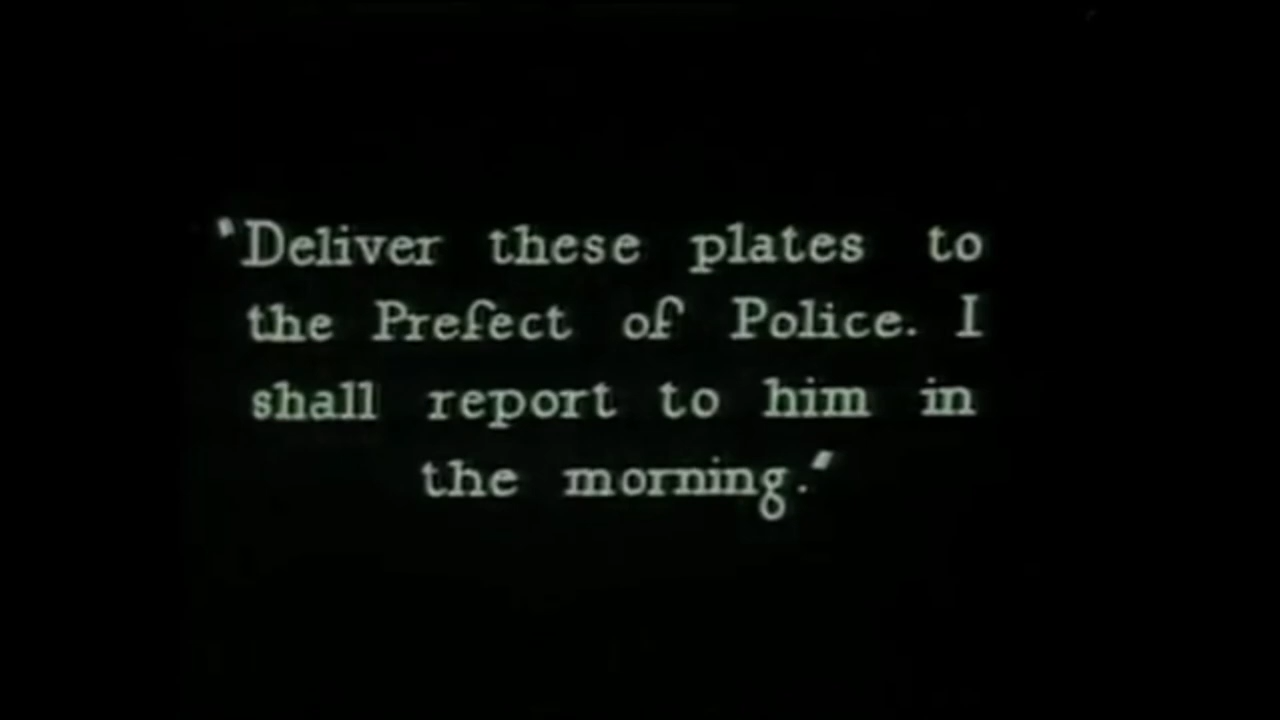 "Deliver these plates to
the Prefect of Police. I
shall report to him in
the morning."